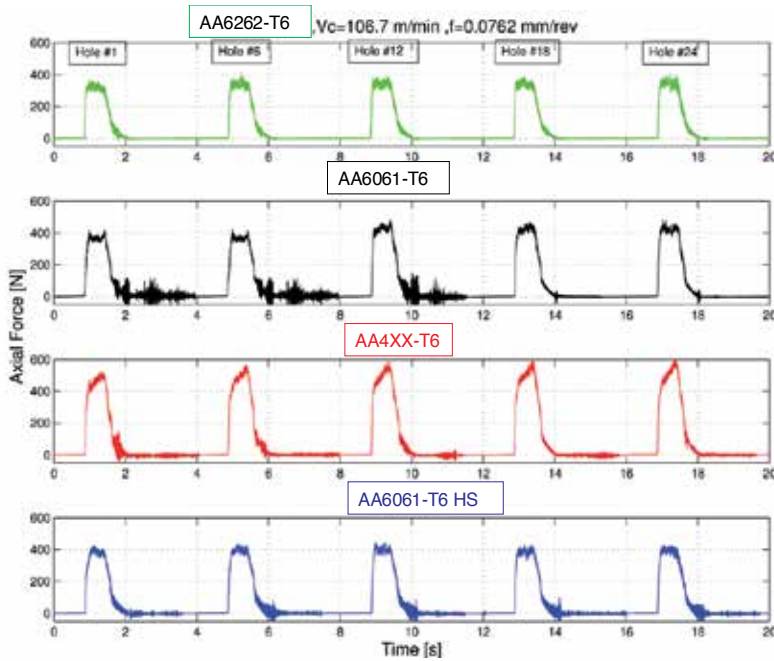 AA6262-T6 ,Vc=106.7 m/min ,f=0.0762 mm/rev
Hole #1 Hole #6 Hole #12 Hole #18 Hole #24
600
400
200
0
0 2 4 6 8 10 12 14 16 18 20
AA6061-T6
600
400
200
0
0 2 4 6 8 10 12 14 16 18 20
Axial Force [N]
AA4XX-T6
600
400
200
0
0 2 4 6 8 10 12 14 16 18 20
AA6061-T6 HS
600
400
200
0
0 2 4 6 8 10 12 14 16 18 20
Time [s]